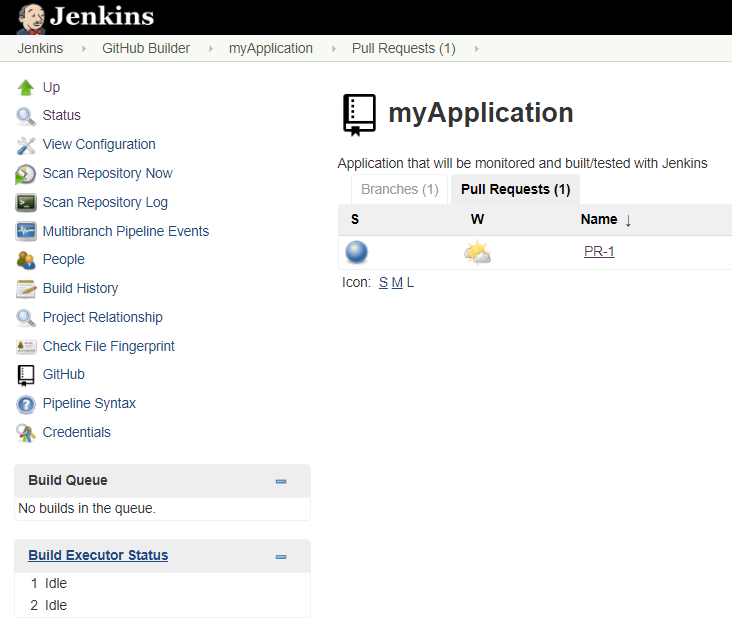 Jenkins
Jenkins GitHub Builder myApplication Pull Requests (1)
Up
Status
View Configuration
Scan Repository Now
Scan Repository Log
Multibranch Pipeline Events
People
Build History
Project Relationship
Check File Fingerprint
GitHub
Pipeline Syntax
Credentials
Build Queue
No builds in the queue.
Build Executor Status
1 Idle
2 Idle
myApplication
Application that will be monitored and built/tested with Jenkins
Branches (1) Pull Requests (1)
S W Name ↓
PR-1
Icon: S M L